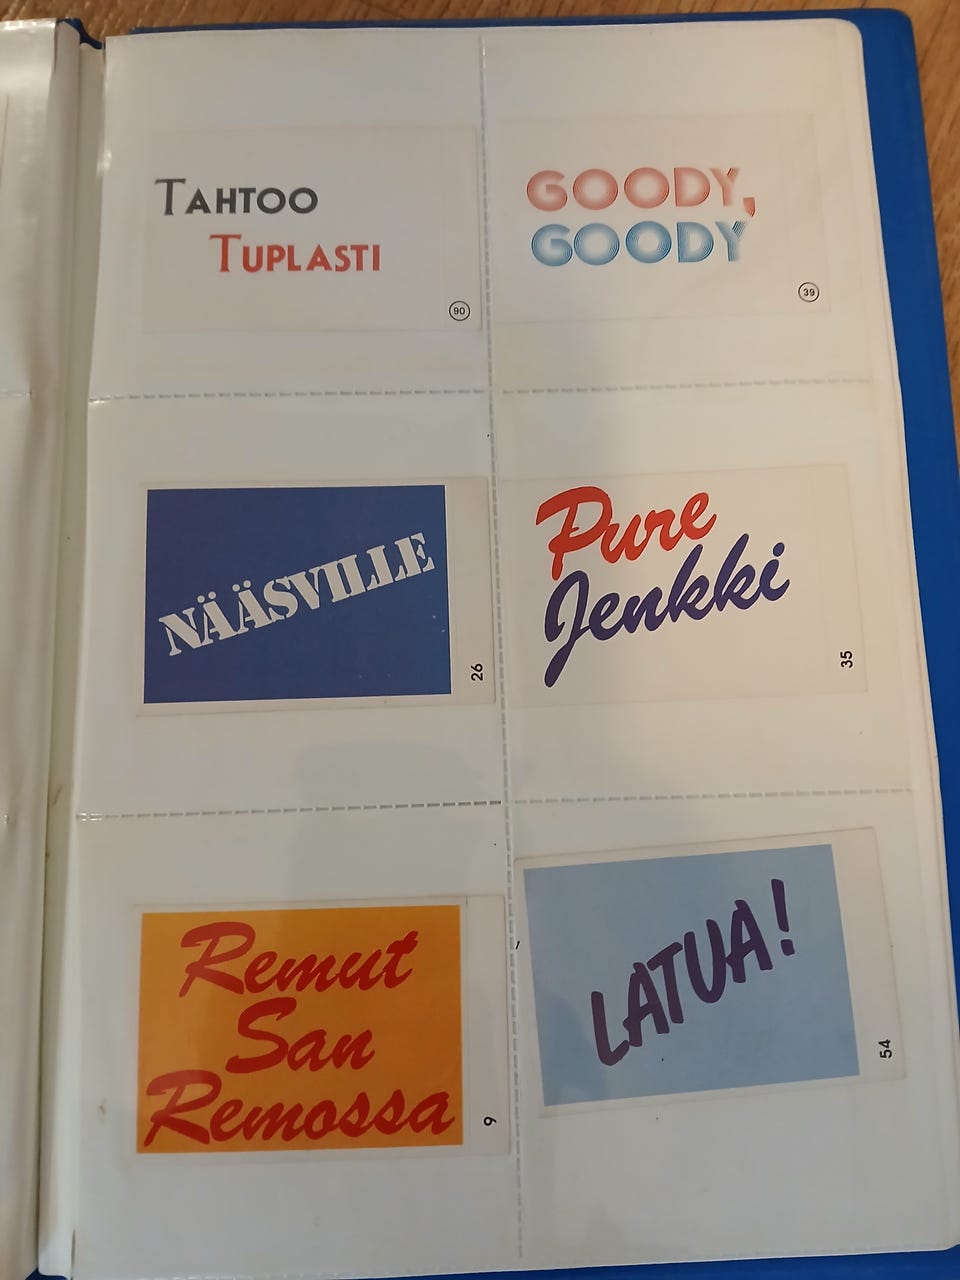 TAHTOO
TUPLASTI
90
GOODY,
GOODY
39
NÄÄSVILLE
26
Pure
Jenkki
35
Remut
San
Remossa
9
LATUA!
54